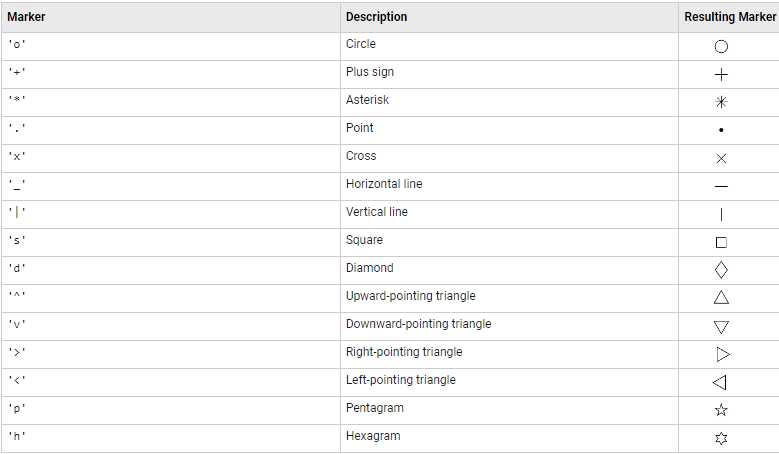 Marker Description Resulting Marker
'o' Circle
'+' Plus sign
'*' Asterisk
'.' Point
'x' Cross
'_' Horizontal line
'|' Vertical line
's' Square
'd' Diamond
'^' Upward-pointing triangle
'v' Downward-pointing triangle
'>' Right-pointing triangle
'<' Left-pointing triangle
'p' Pentagram
'h' Hexagram